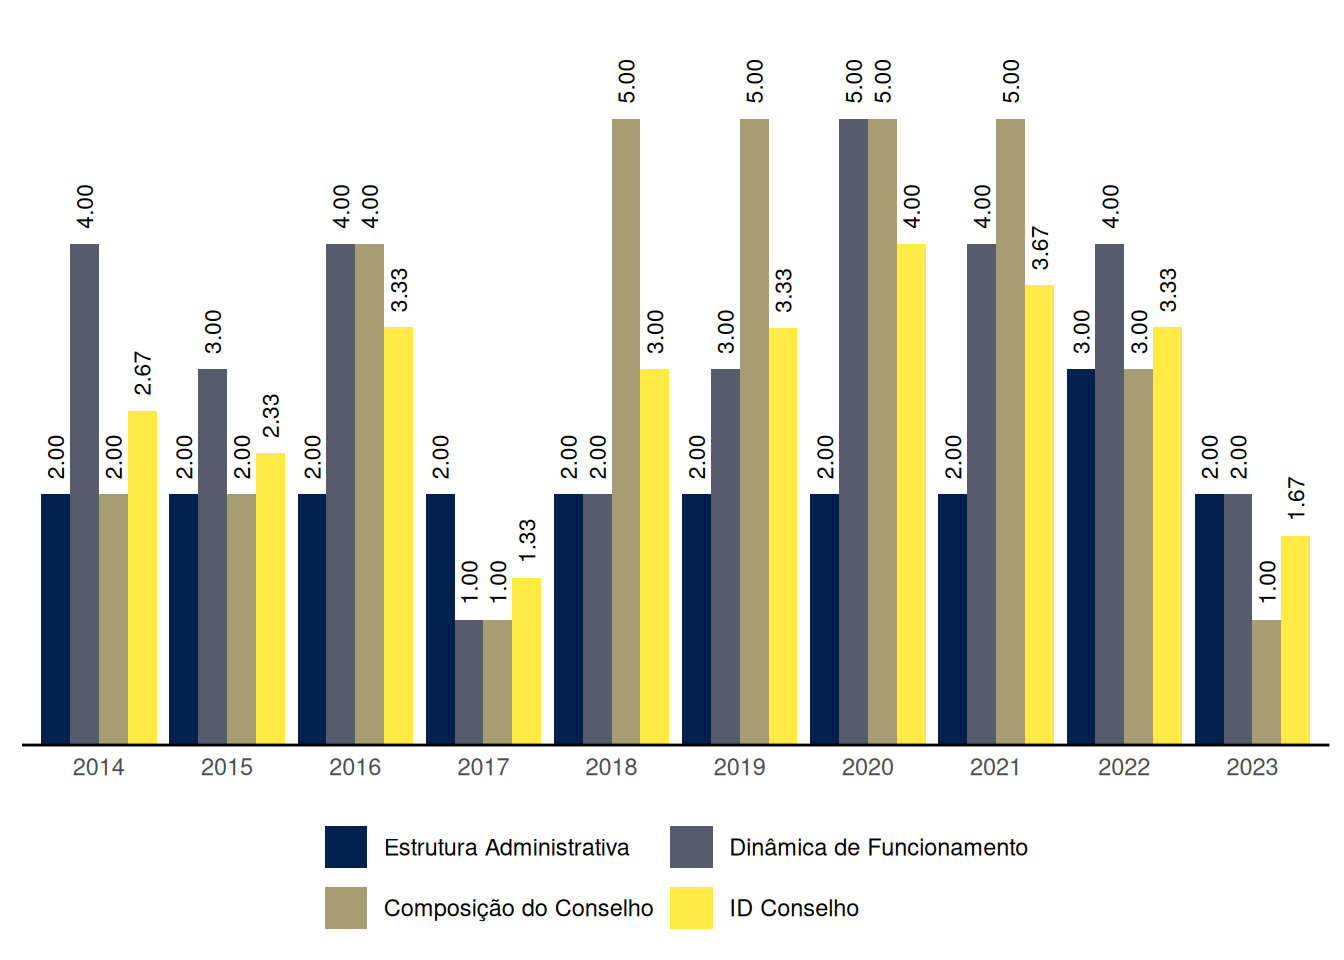 5.00 5.00 5.00 5.00 5.00
4.00 4.00 4.00 4.00 4.00 4.00
3.67
3.33 3.33 3.33
3.00 3.00 3.00 3.00 3.00
2.67
2.33
2.00 2.00 2.00 2.00 2.00 2.00 2.00 2.00 2.00 2.00 2.00 2.00 2.00
1.67
1.33
1.00 1.00 1.00
2014 2015 2016 2017 2018 2019 2020 2021 2022 2023
Estrutura Administrativa Dinâmica de Funcionamento
Composição do Conselho ID Conselho